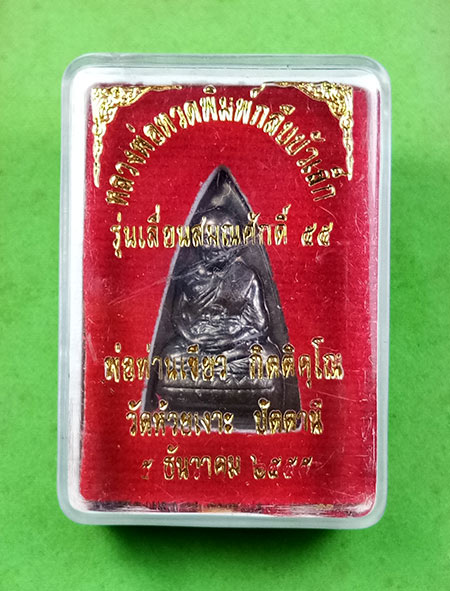 หลวงพ่อทวดพิมพ์กลีบบัวเล็ก
รุ่นเลื่อนสมณศักดิ์ ๕๕
พ่อท่านเขียว กิตติคุโณ
วัดห้วยเงาะ ปัตตานี
๕ ธันวาคม ๒๕๕๕